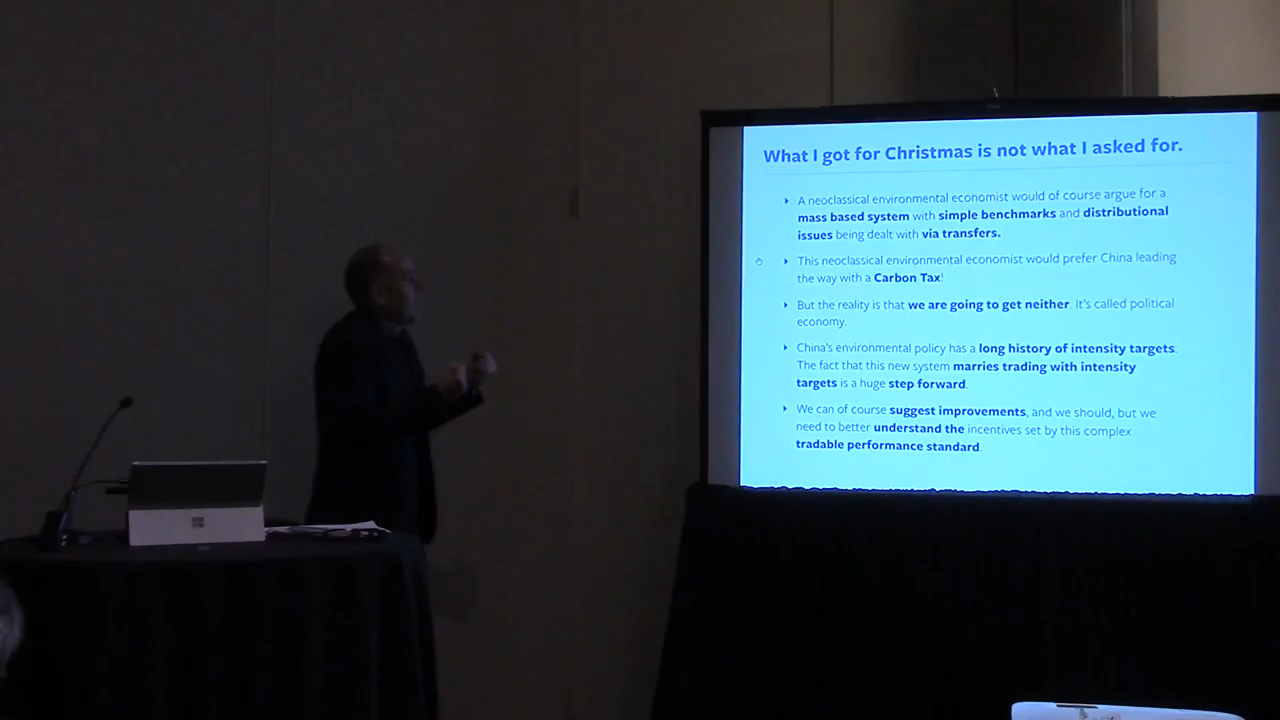 What I got for Christmas is not what I asked for.
A neoclassical environmental economist would of course argue for a
mass based system with simple benchmarks and distributional
issues being dealt with via transfers.
This neoclassical environmental economist would prefer China leading
the way with a Carbon Tax!
But the reality is that we are going to get neither. It's called political
economy.
China's environmental policy has a long history of intensity targets.
The fact that this new system marries trading with intensity
targets is a huge step forward.
We can of course suggest improvements, and we should, but we
need to better understand the incentives set by this complex
tradable performance standard.